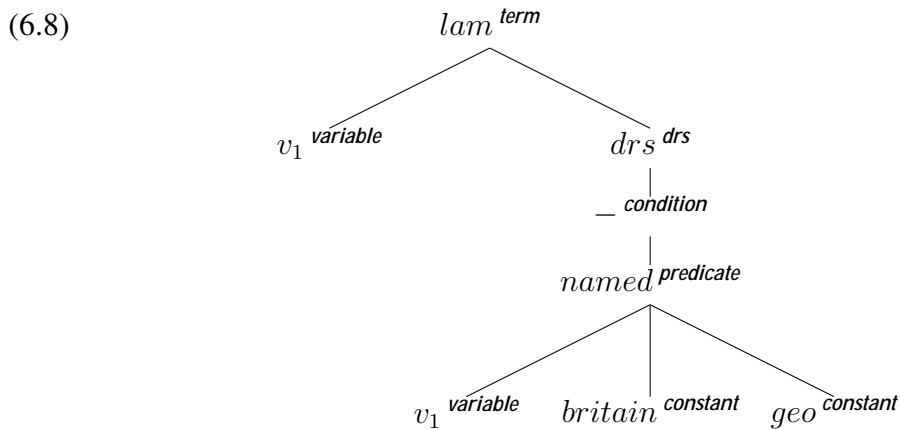 (6.8)
lam term
v₁ variable drs drs
_ condition
named predicate
v₁ variable britain constant geo constant